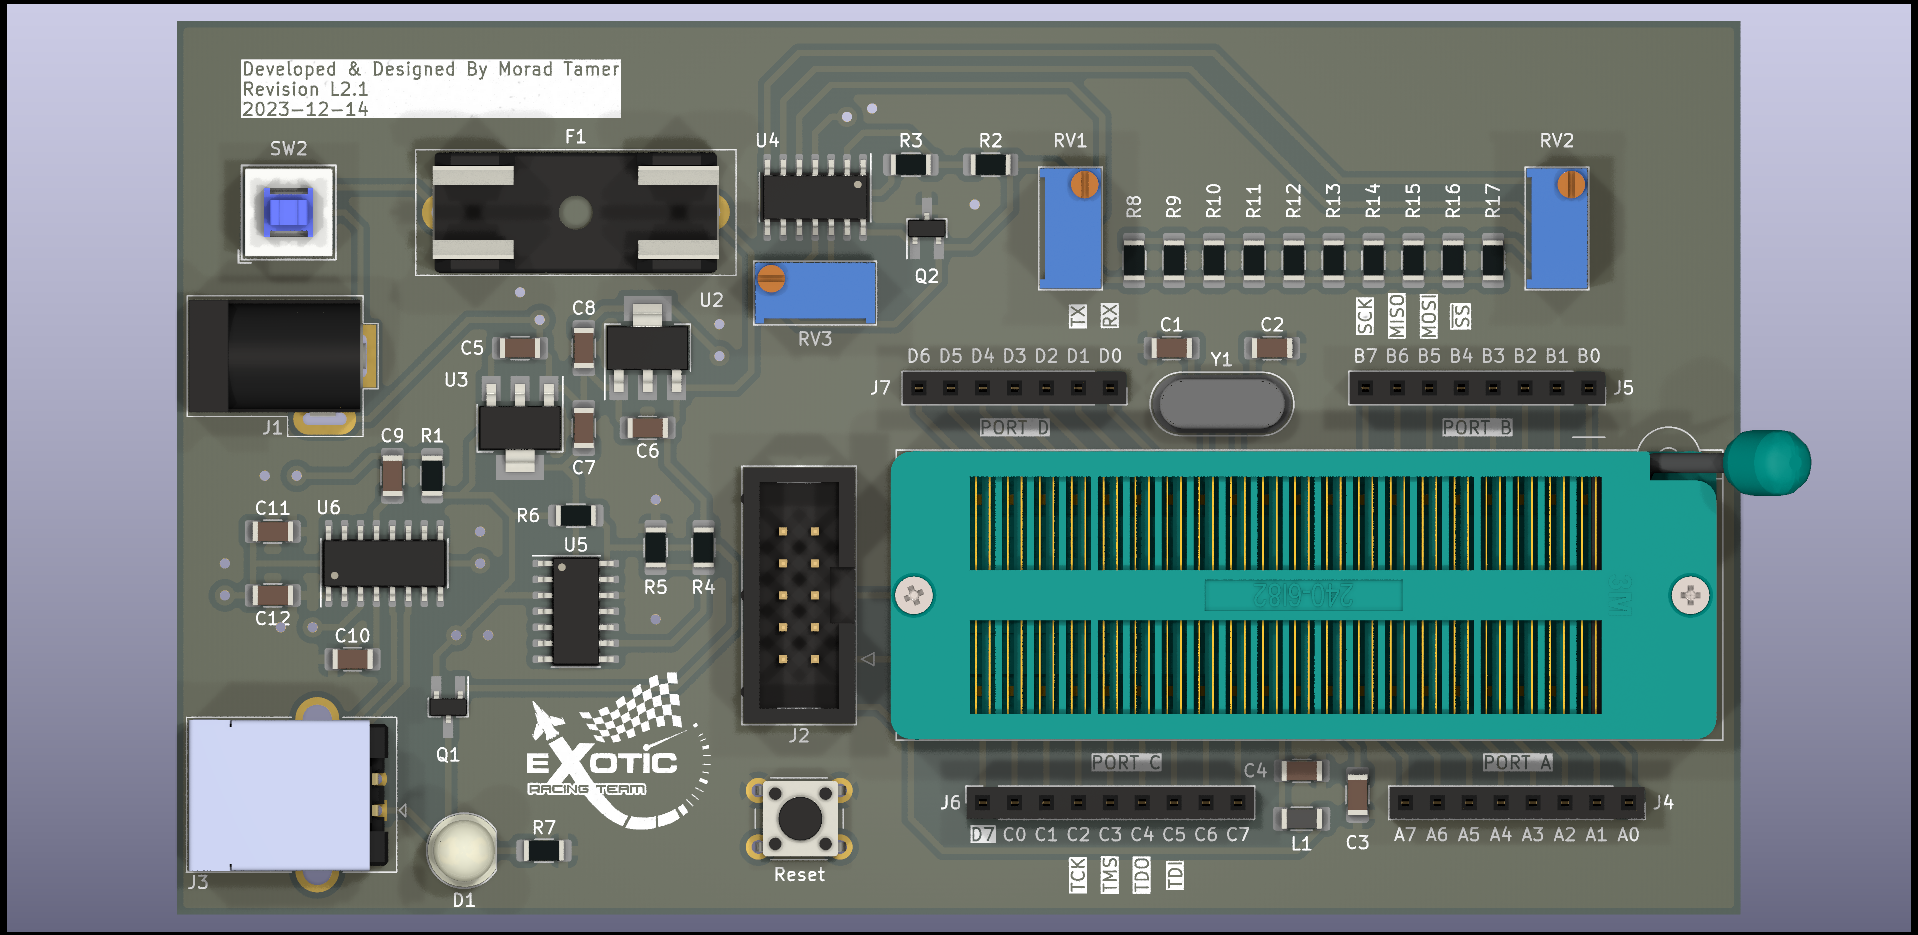 Developed & Designed By Morad Tamer
Revision L2.1
2023-12-14
SW2
F1
U4
R3
R2
RV1
RV2
R8
R9
R10
R11
R12
R13
R14
R15
R16
R17
Q2
U2
C8
RV3
TX
RX
SCK
MISO
MOSI
SS
C5
C1
C2
Y1
U3
D6 D5 D4 D3 D2 D1 D0
B7 B6 B5 B4 B3 B2 B1 B0
J7
J5
J1
PORT D
PORT B
C9
R1
C7
C6
C11
U6
R6
U5
R5
R4
240-6182
C12
C10
Q1
J2
EXOTIC
RACING TEAM
PORT C
PORT A
C4
J6
J4
D7 C0 C1 C2 C3 C4 C5 C6 C7
L1
C3
A7 A6 A5 A4 A3 A2 A1 A0
R7
Reset
TCK
TMS
TDO
TDI
J3
D1